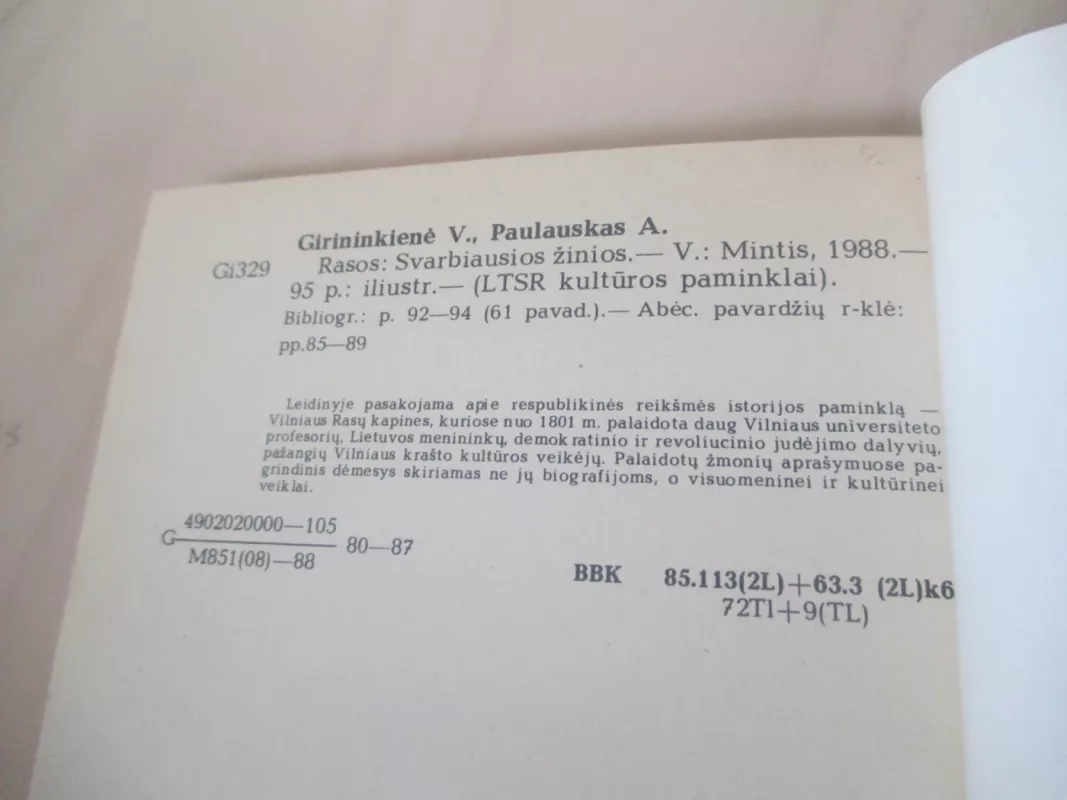 Girininkienė V., Paulauskas A.
Gi329 Rasos: Svarbiausios žinios.— V.: Mintis, 1988.—
95 p.: iliustr.— (LTSR kultūros paminklai).
Bibliogr.: p. 92—94 (61 pavad.).— Abėc. pavardžių r-klė:
pp.85—89
Leidinyje pasakojama apie respublikinės reikšmės istorijos paminklą —
Vilniaus Rasų kapines, kuriose nuo 1801 m. palaidota daug Vilniaus universiteto
profesorių, Lietuvos menininkų, demokratinio ir revoliucinio judėjimo dalyvių,
pažangių Vilniaus krašto kultūros veikėjų. Palaidotų žmonių aprašymuose pa-
grindinis dėmesys skiriamas ne jų biografijoms, o visuomeninei ir kultūrinei
veiklai.
4902020000—105
G 80—87
M851(08)—88
BBK 85.113(2L)+63.3 (2L)k6
72Tl+9(TL)